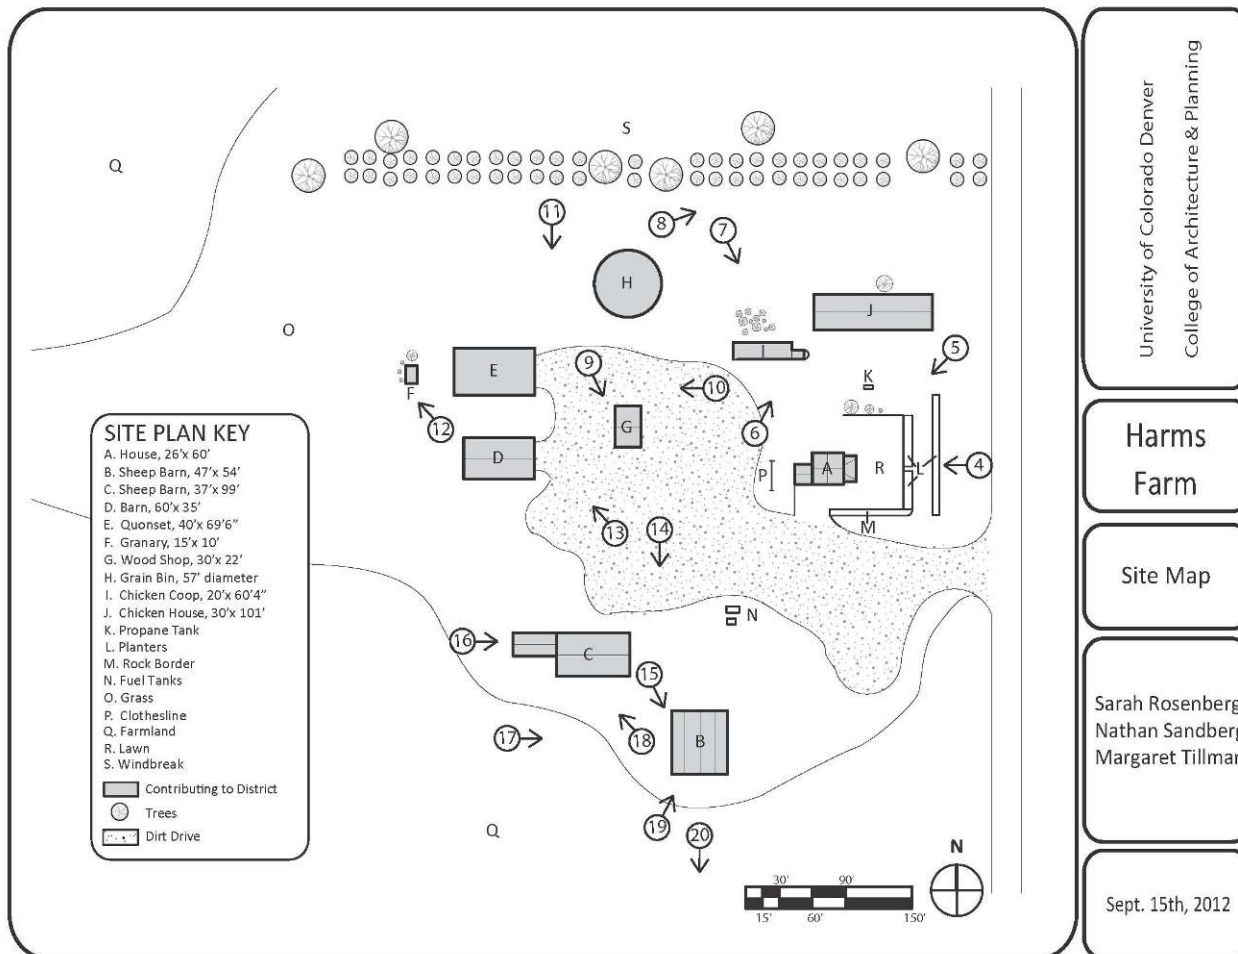 S
Q
11
8
7
H
J
O
5
9
I
E
K
10
F
G
12
6
D
P
A
R
L
4
M
13
14
N
16
C
15
17
18
B
19
20
Q
SITE PLAN KEY
A. House, 26'x 60'
B. Sheep Barn, 47'x 54'
C. Sheep Barn, 37'x 99'
D. Barn, 60'x 35'
E. Quonset, 40'x 69'6"
F. Granary, 15'x 10'
G. Wood Shop, 30'x 22'
H. Grain Bin, 57' diameter
I. Chicken Coop, 20'x 60'4"
J. Chicken House, 30'x 101'
K. Propane Tank
L. Planters
M. Rock Border
N. Fuel Tanks
O. Grass
P. Clothesline
Q. Farmland
R. Lawn
S. Windbreak
Contributing to District
Trees
Dirt Drive
30' 90'
15' 60' 150'
N
University of Colorado Denver
College of Architecture & Planning
Harms
Farm
Site Map
Sarah Rosenberg
Nathan Sandberg
Margaret Tillman
Sept. 15th, 2012